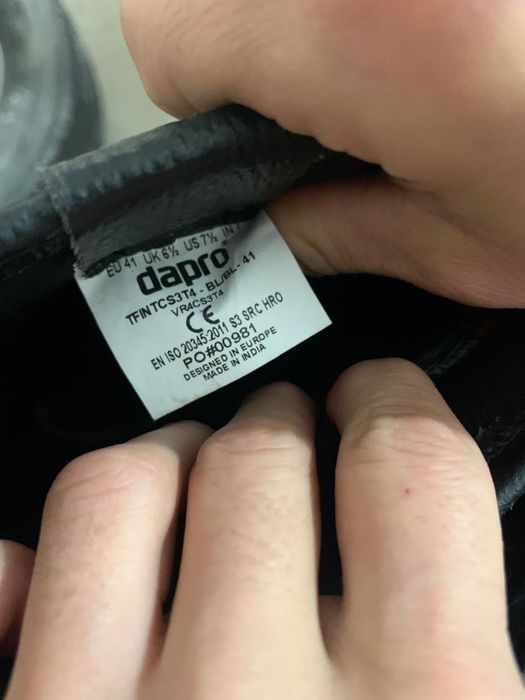 EU 41 UK 6½ US 7½ IN
dapro
TFINTCS3T4 - BL/BL- 41
VR4CS3T4
CE
EN ISO 20345:2011 S3 SRC HRO
PO#00981
DESIGNED IN EUROPE
MADE IN INDIA